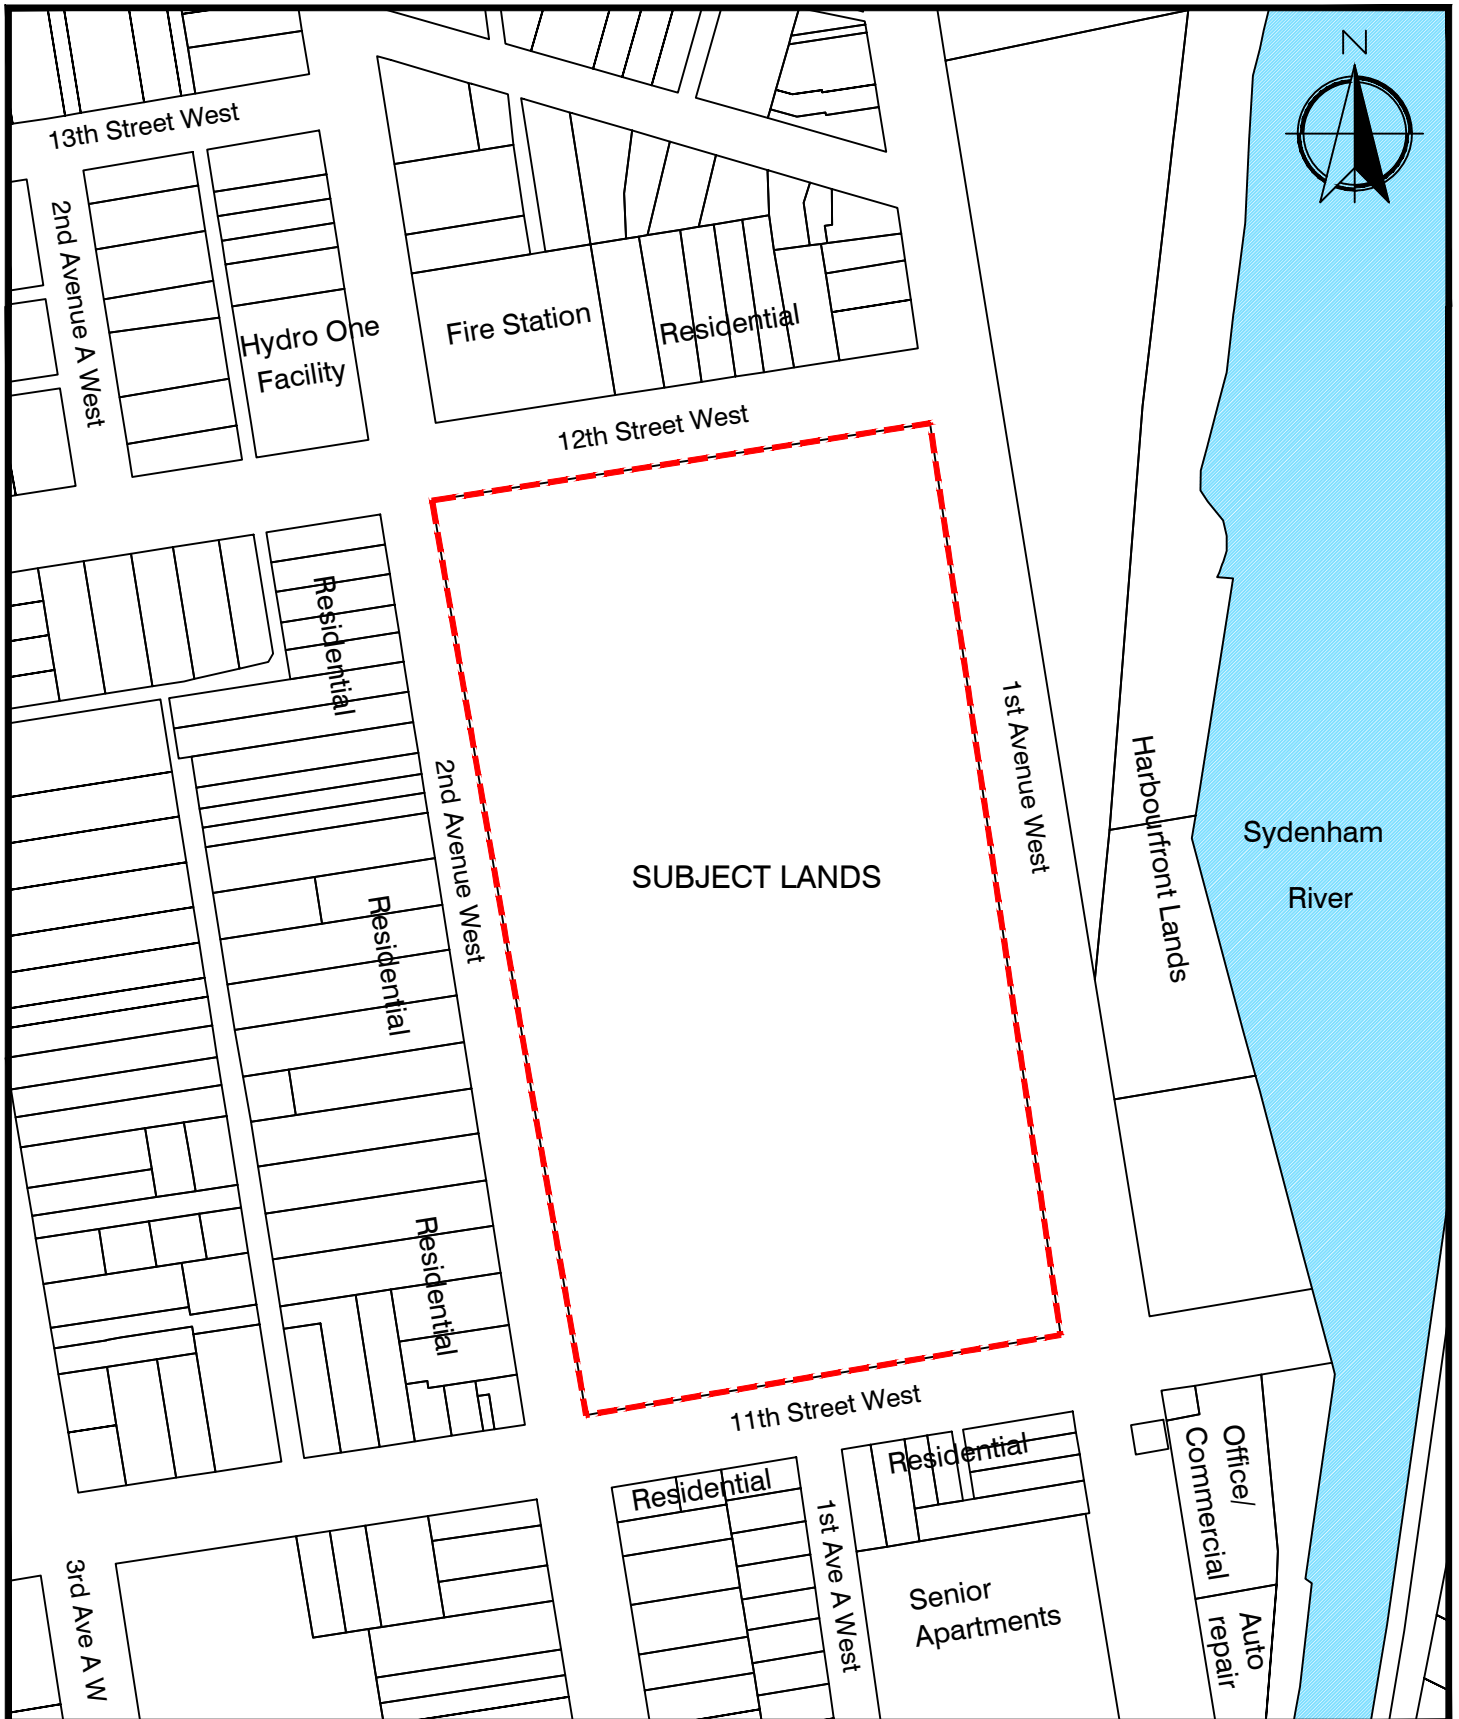 N
13th Street West
2nd Avenue A West
Hydro One
Facility
Fire Station
Residential
12th Street West
Residential
1st Avenue West
Harbourfront Lands
2nd Avenue West
SUBJECT LANDS
Sydenham
River
Residential
Residential
11th Street West
Residential
Residential
Office/
Commercial
1st Ave A West
3rd Ave A W
Senior
Apartments
Auto
repair